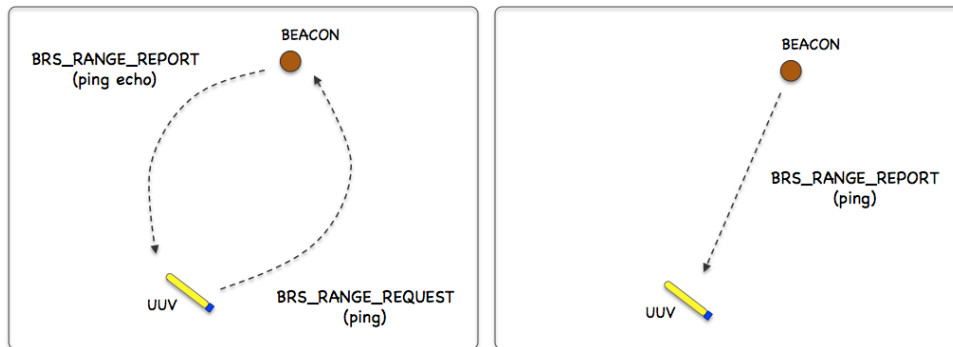 BEACON
BRS_RANGE_REPORT
(ping echo)
UUV
BRS_RANGE_REQUEST
(ping)
BEACON
BRS_RANGE_REPORT
(ping)
UUV